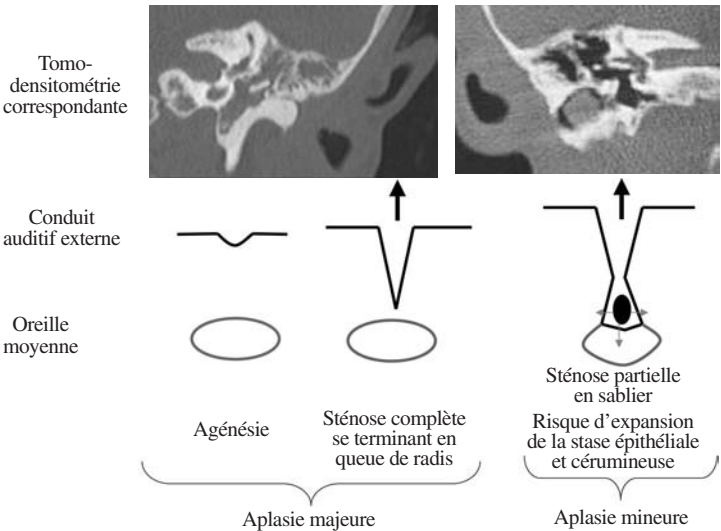 Tomo-
densitométrie
correspondante
Conduit
auditif externe
Oreille
moyenne
Agénésie
Sténose complète
se terminant en
queue de radis
Sténose partielle
en sablier
Risque d'expansion
de la stase épithéliale
et cérumineuse
Aplasie majeure
Aplasie mineure